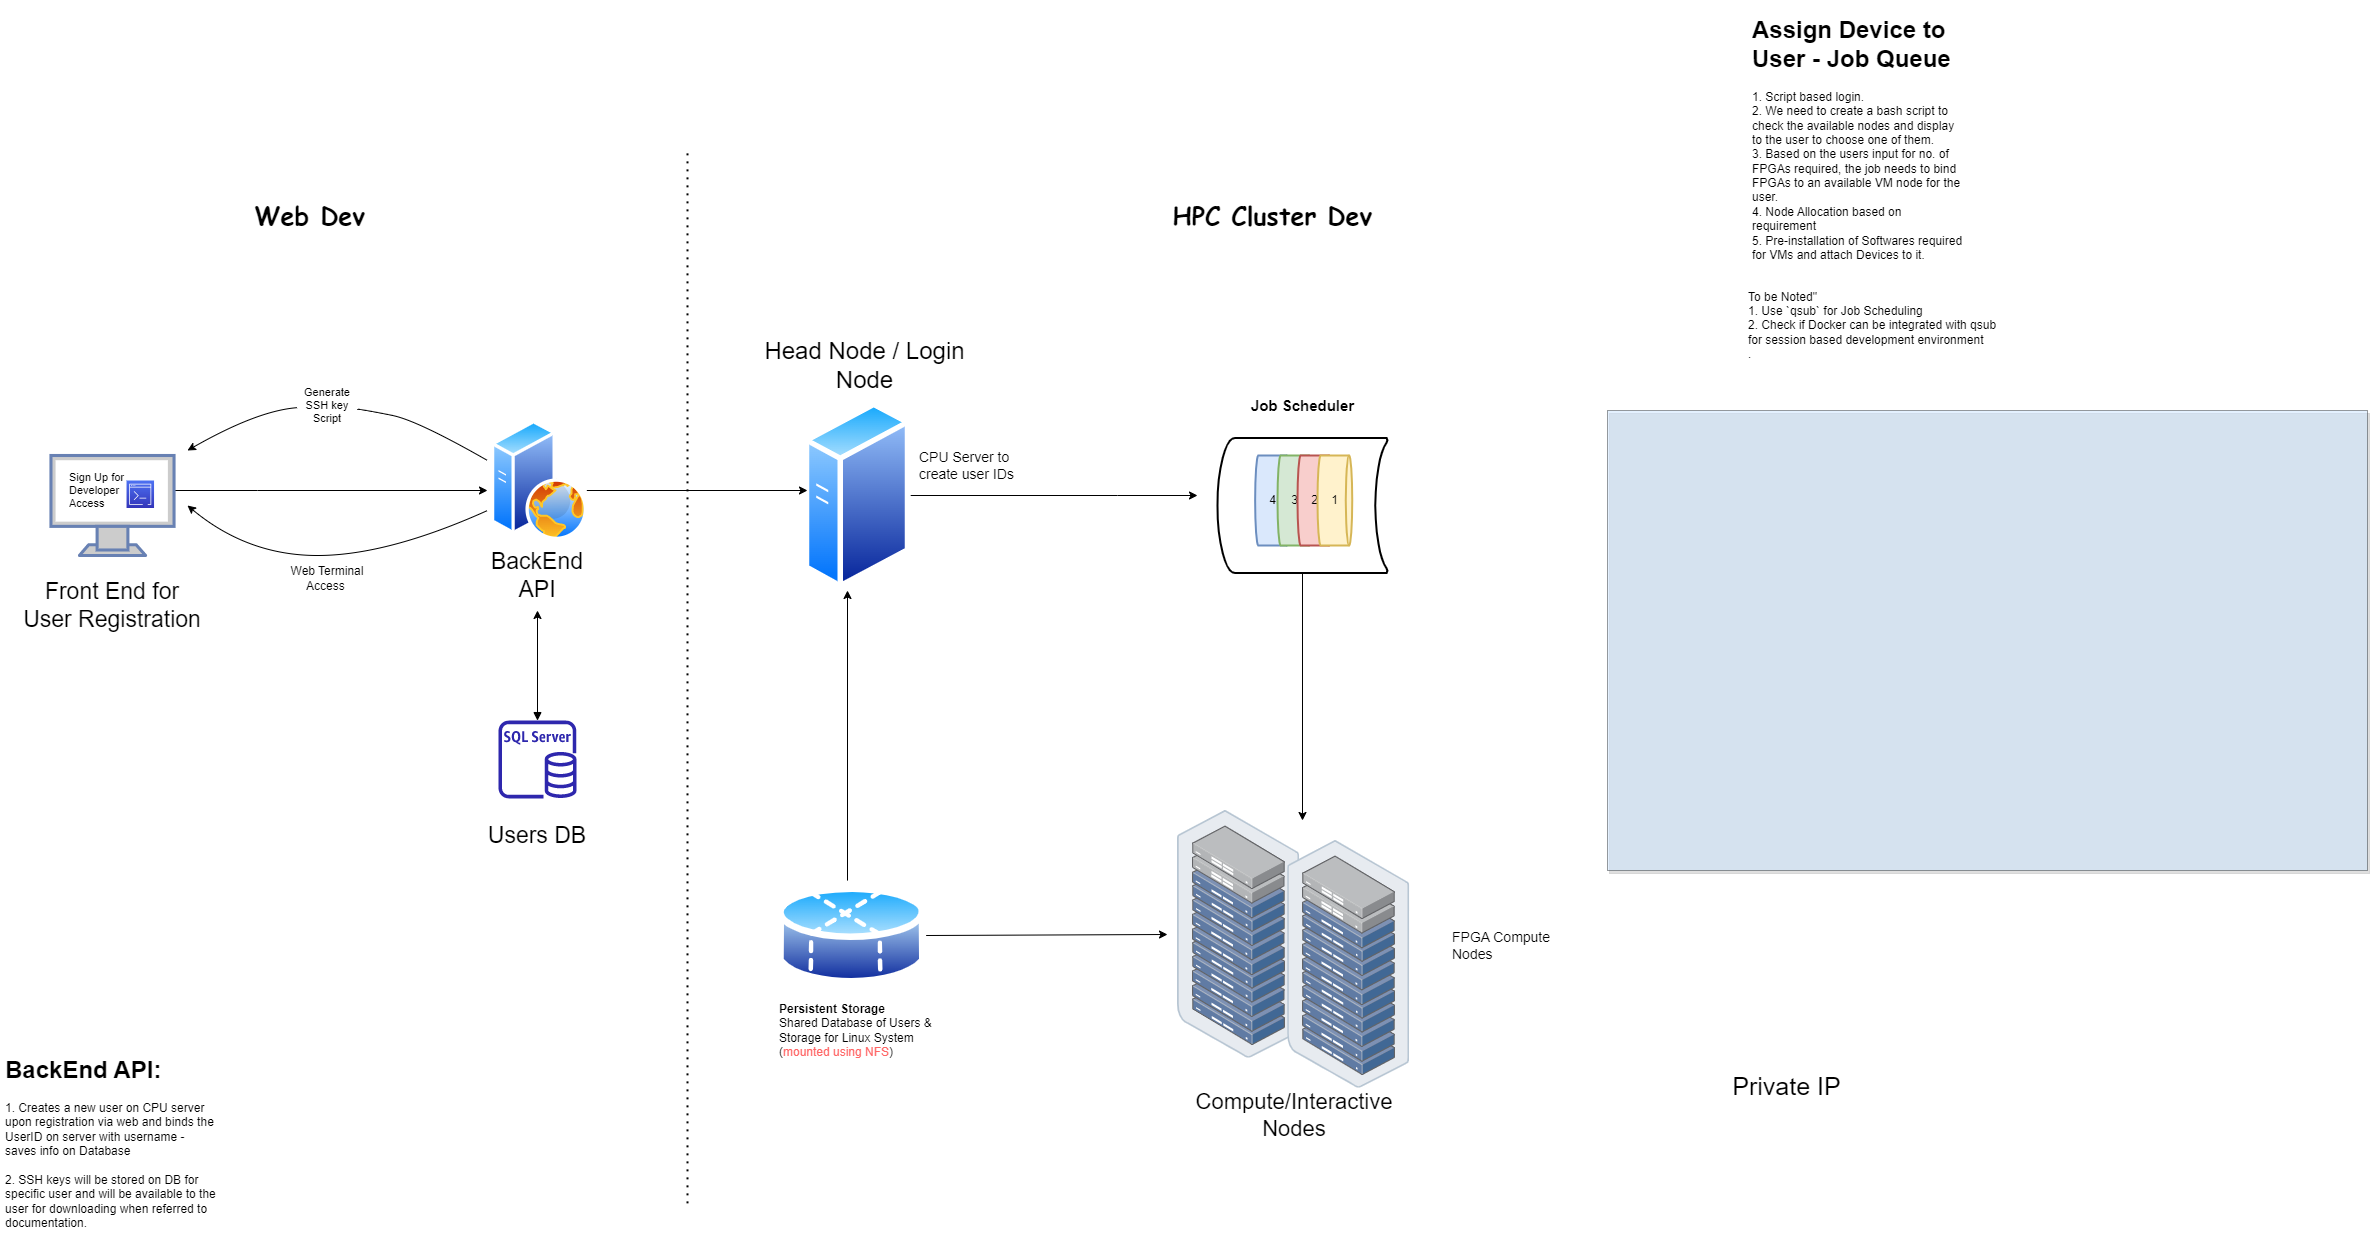 Assign Device to
User - Job Queue
1. Script based login.
2. We need to create a bash script to
check the available nodes and display
to the user to choose one of them.
3. Based on the users input for no. of
FPGAs required, the job needs to bind
FPGAs to an available VM node for the
user.
4. Node Allocation based on
requirement
5. Pre-installation of Softwares required
for VMs and attach Devices to it.
To be Noted"
1. Use `qsub` for Job Scheduling
2. Check if Docker can be integrated with qsub
for session based development environment
.
Web Dev
HPC Cluster Dev
Head Node / Login
Node
Generate
SSH key
Script
Job Scheduler
Sign Up for
Developer
Access
CPU Server to
create user IDs
4 3 2 1
BackEnd
API
Web Terminal
Access
Front End for
User Registration
SQL Server
Users DB
FPGA Compute
Nodes
Persistent Storage
Shared Database of Users &
Storage for Linux System
(mounted using NFS)
Compute/Interactive
Nodes
Private IP
BackEnd API:
1. Creates a new user on CPU server
upon registration via web and binds the
UserID on server with username -
saves info on Database
2. SSH keys will be stored on DB for
specific user and will be available to the
user for downloading when referred to
documentation.